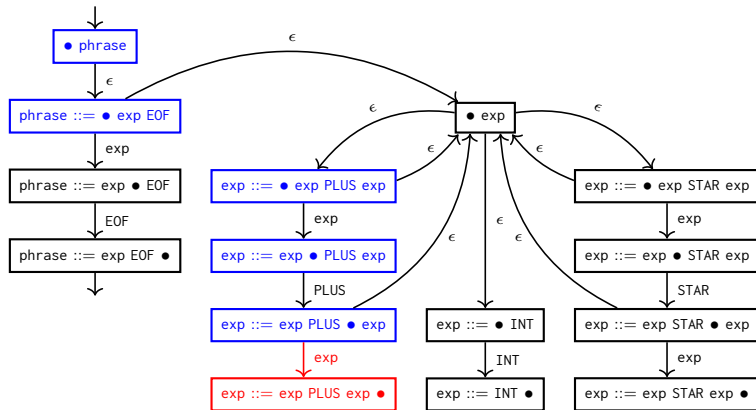 ● phrase
ϵ
ϵ
phrase ::= ● exp EOF
● exp
ϵ
ϵ
exp
ϵ
ϵ
phrase ::= exp ● EOF
exp ::= ● exp PLUS exp
exp ::= ● exp STAR exp
EOF
exp
ϵ
exp
ϵ
ϵ
phrase ::= exp EOF ●
exp ::= exp ● PLUS exp
exp ::= exp ● STAR exp
PLUS
STAR
exp ::= exp PLUS ● exp
exp ::= ● INT
exp ::= exp STAR ● exp
exp
INT
exp
exp ::= exp PLUS exp ●
exp ::= INT ●
exp ::= exp STAR exp ●